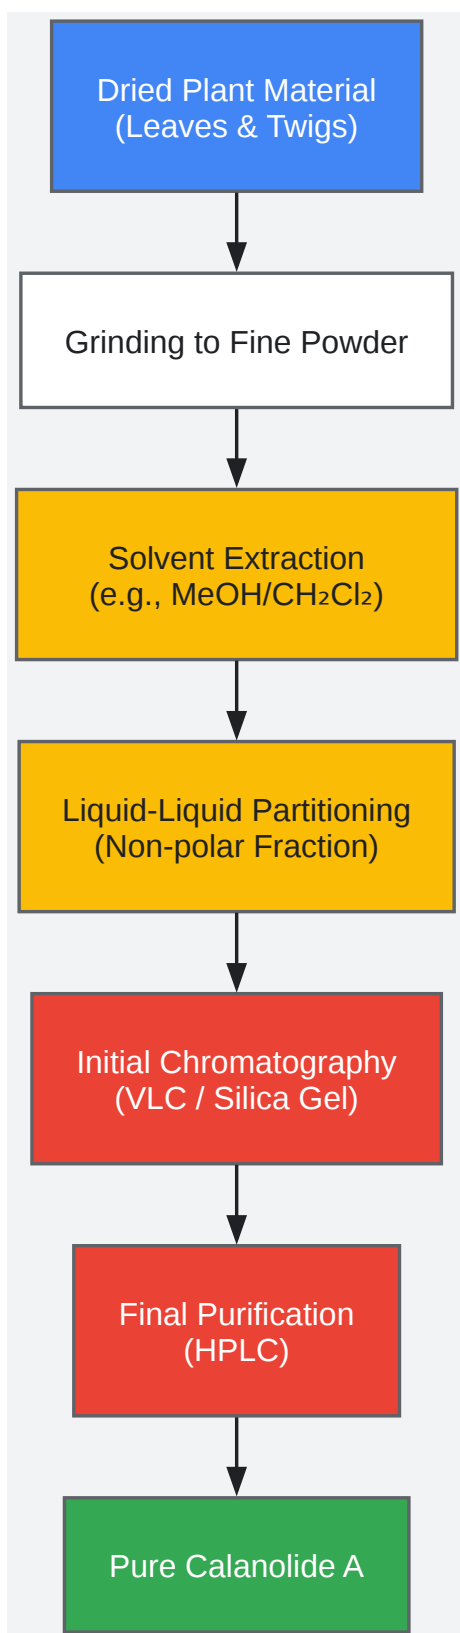 Dried Plant Material
(Leaves & Twigs)
Grinding to Fine Powder
Solvent Extraction
(e.g., MeOH/CH₂Cl₂)
Liquid-Liquid Partitioning
(Non-polar Fraction)
Initial Chromatography
(VLC / Silica Gel)
Final Purification
(HPLC)
Pure Calanolide A